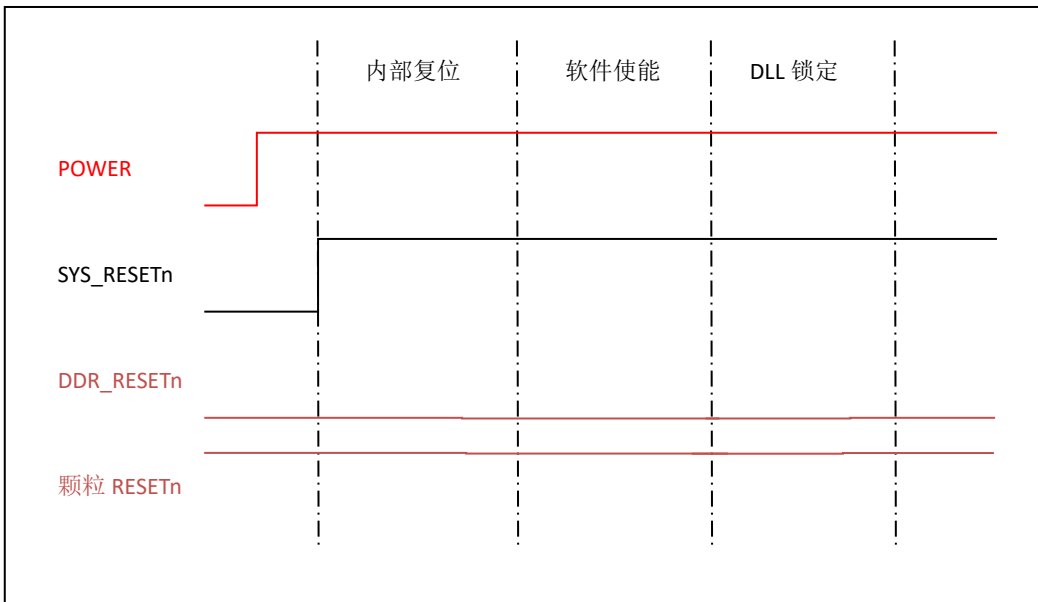 内部复位 软件使能 DLL 锁定
POWER
SYS_RESETn
DDR_RESETn
颗粒 RESETn